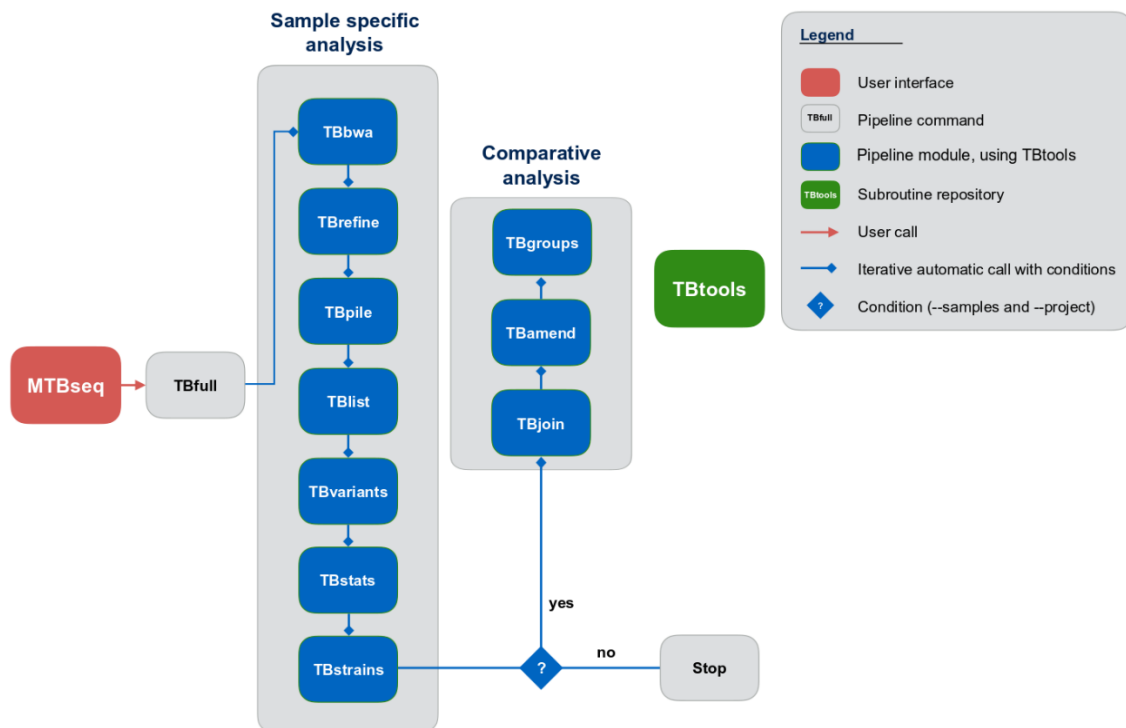 Sample specific
analysis
TBbwa
TBrefine
TBpile
TBlist
TBvariants
TBstats
TBstrains
MTBseq
TBfull
Comparative
analysis
TBgroups
TBamend
TBjoin
yes
?
no
Stop
TBtools
Legend
User interface
TBfull Pipeline command
Pipeline module, using TBtools
TBtools Subroutine repository
User call
Iterative automatic call with conditions
? Condition (--samples and --project)